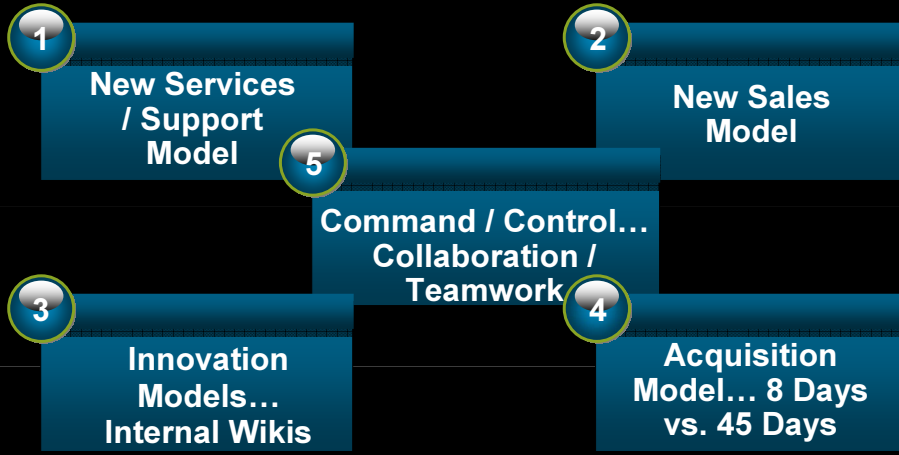 1
New Services
/ Support
Model
2
New Sales
Model
5
Command / Control…
Collaboration /
Teamwork
3
Innovation
Models…
Internal Wikis
4
Acquisition
Model… 8 Days
vs. 45 Days